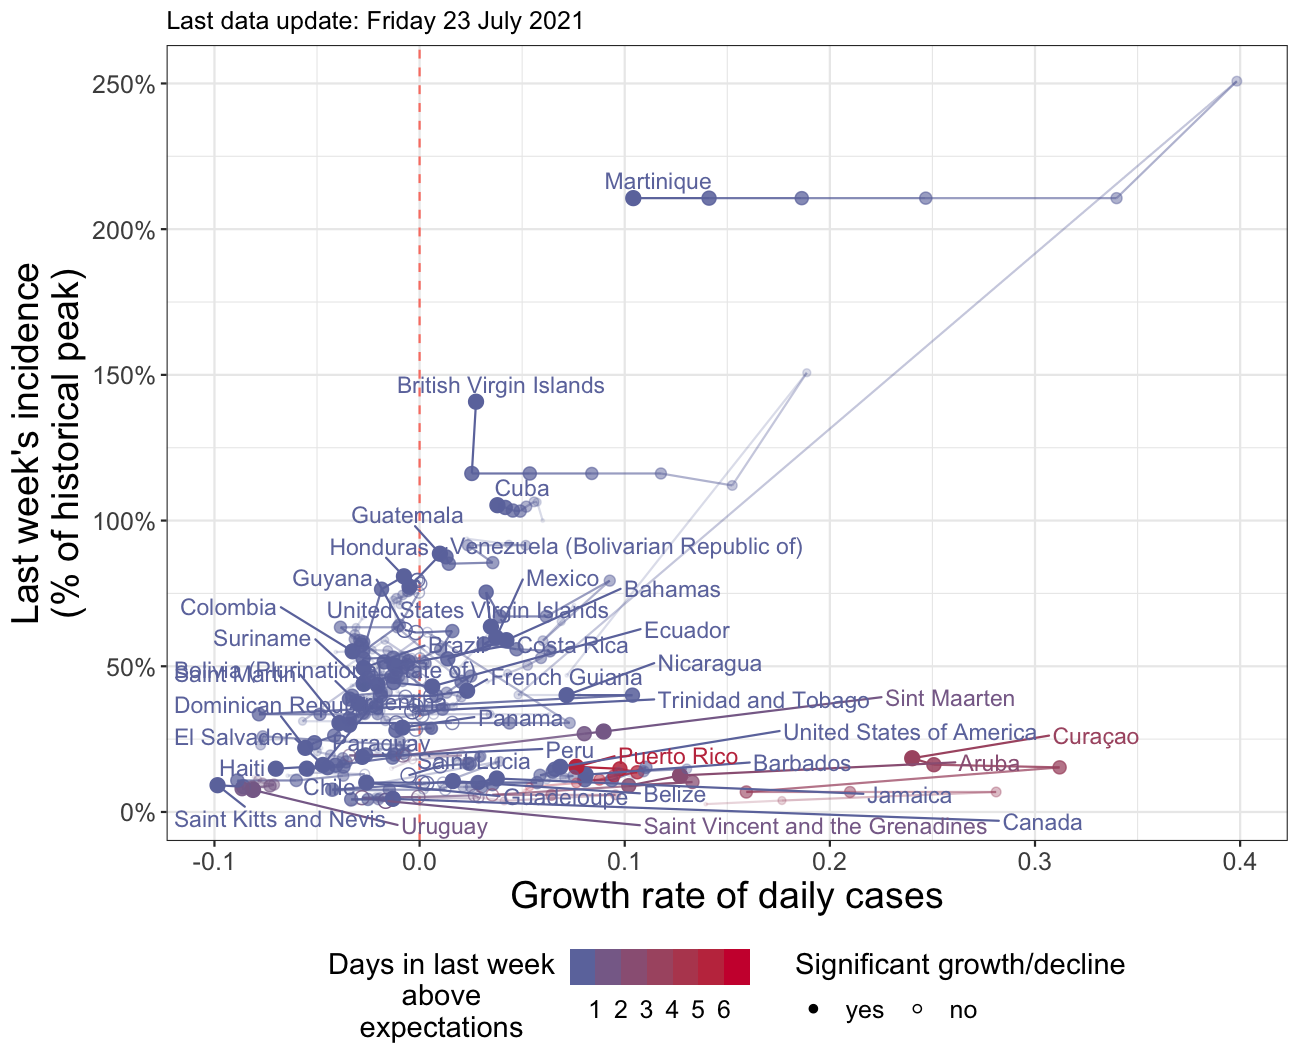 Last data update: Friday 23 July 2021
Last week's incidence
(% of historical peak)
250%
200%
150%
100%
50%
0%
Martinique
British Virgin Islands
Cuba
Guatemala
Honduras
Venezuela (Bolivarian Republic of)
Guyana
Mexico
Bahamas
Colombia
United States Virgin Islands
Suriname
Brazil
Costa Rica
Ecuador
Bolivia (Plurinational State of)
Saint Martin
French Guiana
Nicaragua
Dominican Republic
Trinidad and Tobago
Sint Maarten
Panama
El Salvador
Paraguay
Peru
United States of America
Curaçao
Haiti
Saint Lucia
Puerto Rico
Barbados
Aruba
Chile
Guadeloupe
Belize
Jamaica
Saint Kitts and Nevis
Uruguay
Saint Vincent and the Grenadines
Canada
-0.1
0.0
0.1
0.2
0.3
0.4
Growth rate of daily cases
Days in last week
above
expectations
1 2 3 4 5 6
Significant growth/decline
yes
no